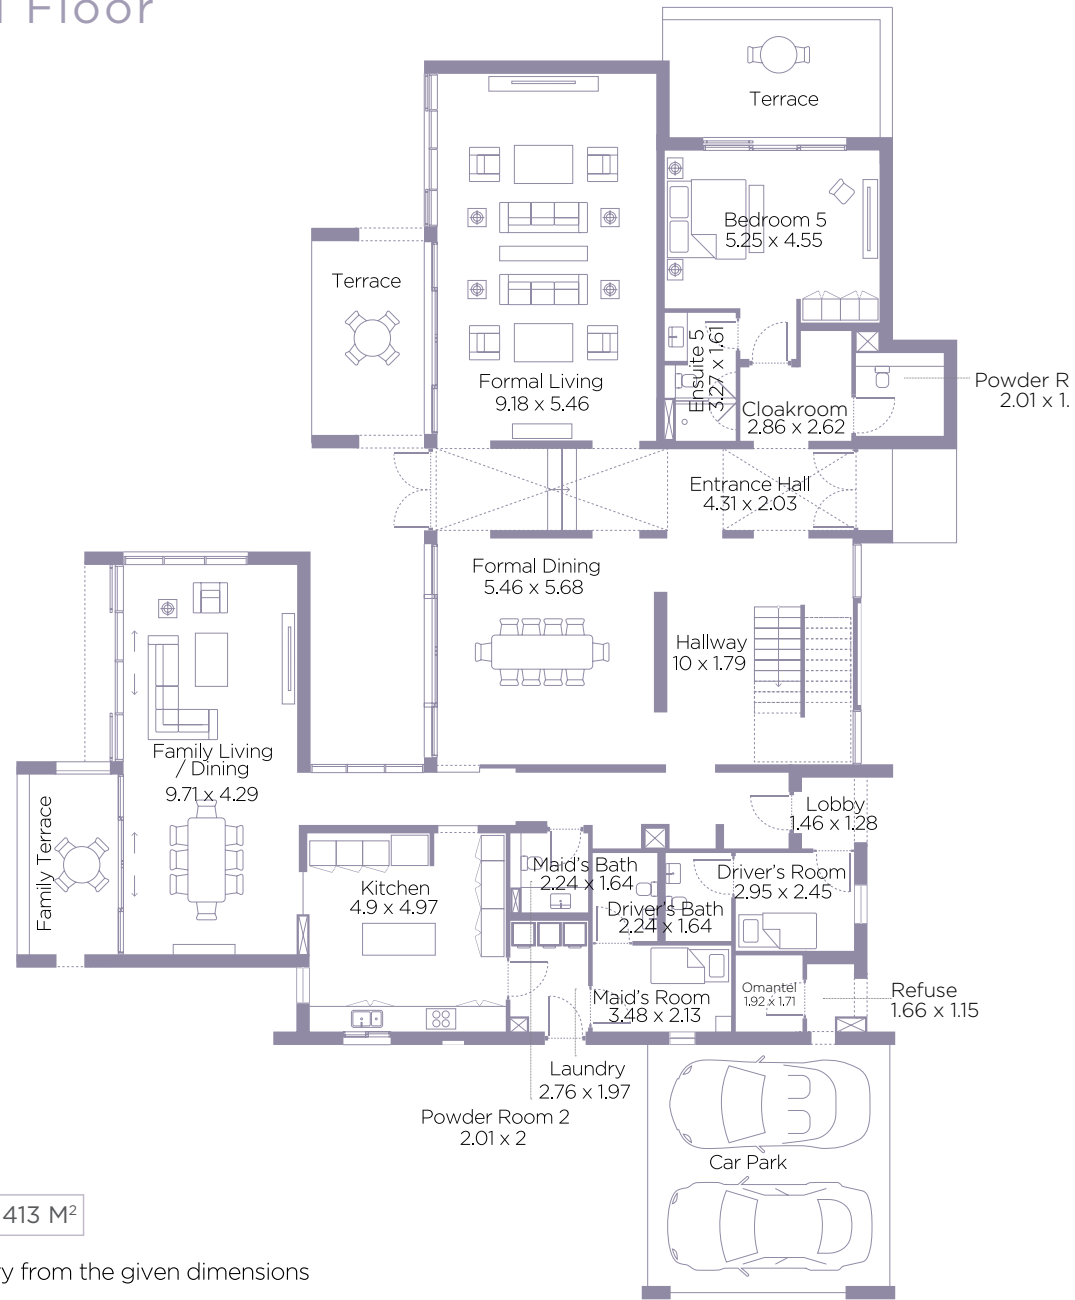 Floor
Terrace
Bedroom 5
5.25 x 4.55
Terrace
Formal Living
9.18 x 5.46
Ensuite 5
3.27 x 1.61
Powder R
2.01 x 1.
Cloakroom
2.86 x 2.62
Entrance Hall
4.31 x 2.03
Formal Dining
5.46 x 5.68
Hallway
10 x 1.79
Family Living
/ Dining
9.71 x 4.29
Family Terrace
Lobby
1.46 x 1.28
Kitchen
4.9 x 4.97
Maid's Bath
2.24 x 1.64
Driver's Room
2.95 x 2.45
Driver's Bath
2.24 x 1.64
Maid's Room
3.48 x 2.13
Omantel
1.92 x 1.71
Refuse
1.66 x 1.15
Laundry
2.76 x 1.97
Powder Room 2
2.01 x 2
Car Park
413 M²
y from the given dimensions